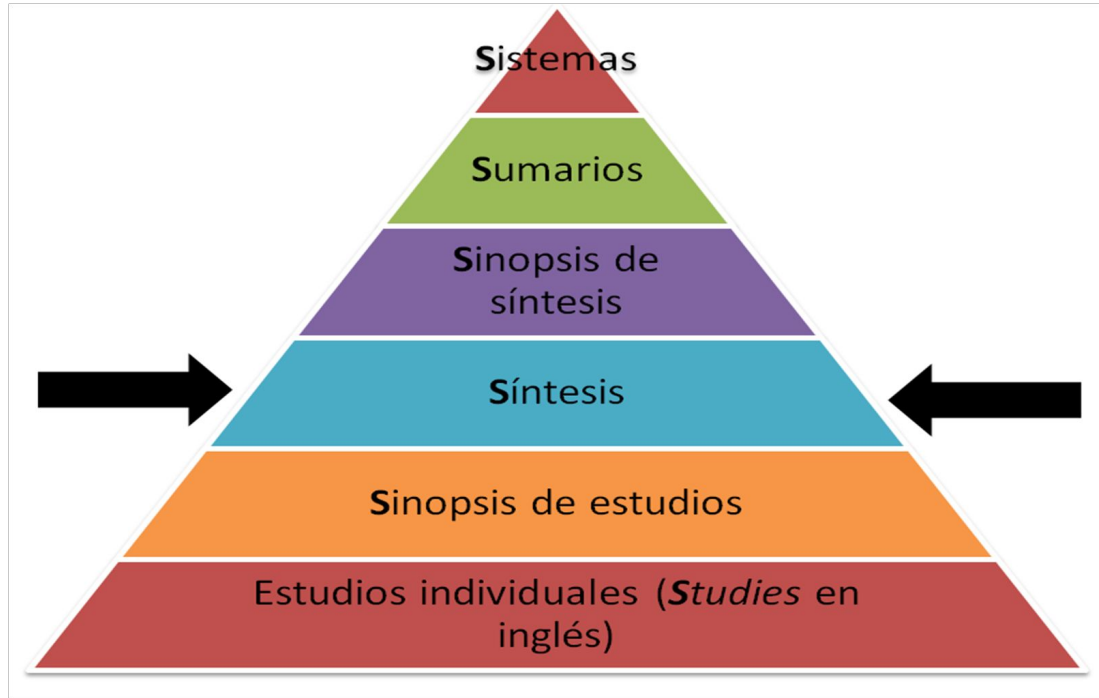 Sistemas
Sumarios
Sinopsis de
síntesis
Síntesis
Sinopsis de estudios
Estudios individuales (Studies en
inglés)